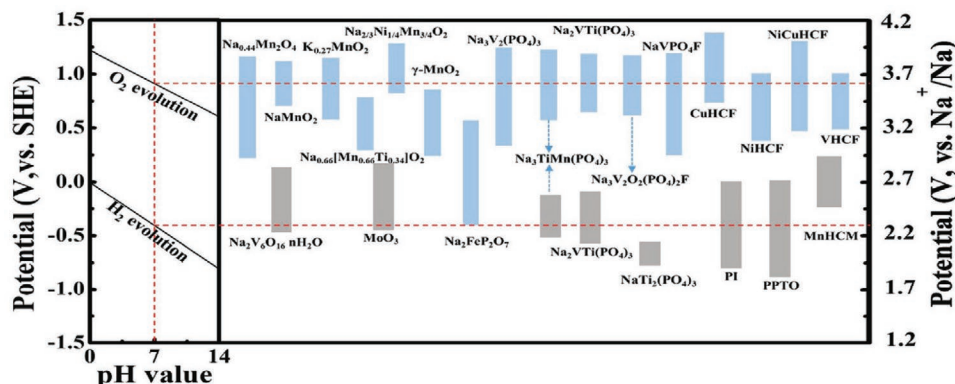 Potential (V,vs. SHE)
1.5
1.0
0.5
0.0
-0.5
-1.0
-1.5
O₂ evolution
H₂ evolution
0
7
14
pH value
Na₀.₄₄Mn₂O₄
NaMnO₂
K₀.₂₇MnO₂
Na₂/₃Ni₁/₄Mn₃/₄O₂
γ-MnO₂
Na₀.₆₆[Mn₀.₆₆Ti₀.₃₄]O₂
Na₃V₂(PO₄)₃
Na₂VTi(PO₄)₃
NaVPO₄F
CuHCF
NiCuHCF
NiHCF
VHCF
Na₃TiMn(PO₄)₃
Na₃V₂O₂(PO₄)₂F
Na₂V₆O₁₆ nH₂O
MoO₃
Na₂FeP₂O₇
Na₂VTi(PO₄)₃
NaTi₂(PO₄)₃
PI
PPTO
MnHCM
4.2
3.7
3.2
2.7
2.2
1.7
1.2
Potential (V, vs. Na⁺/Na)